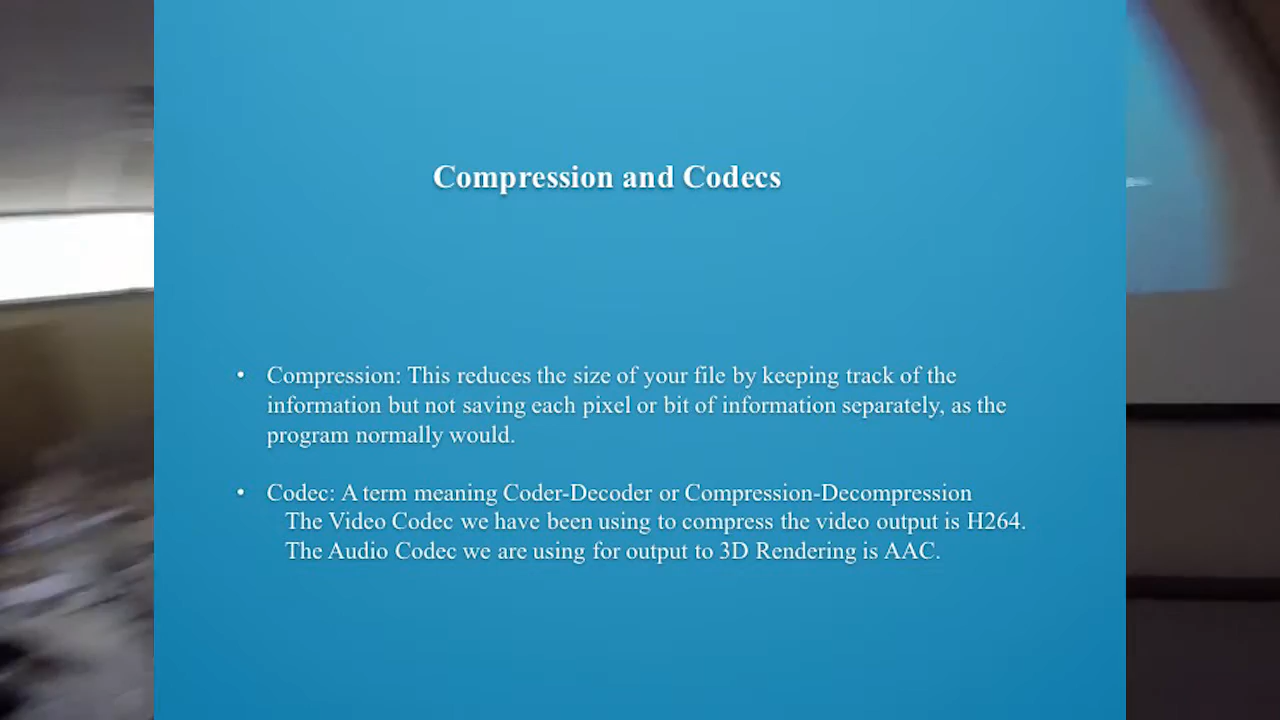 Compression and Codecs
• Compression: This reduces the size of your file by keeping track of the
information but not saving each pixel or bit of information separately, as the
program normally would.
• Codec: A term meaning Coder-Decoder or Compression-Decompression
The Video Codec we have been using to compress the video output is H264.
The Audio Codec we are using for output to 3D Rendering is AAC.